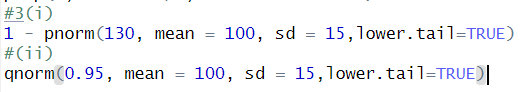 #3(i)
1 - pnorm(130, mean = 100, sd = 15,lower.tail=TRUE)
#(ii)
qnorm(0.95, mean = 100, sd = 15,lower.tail=TRUE)